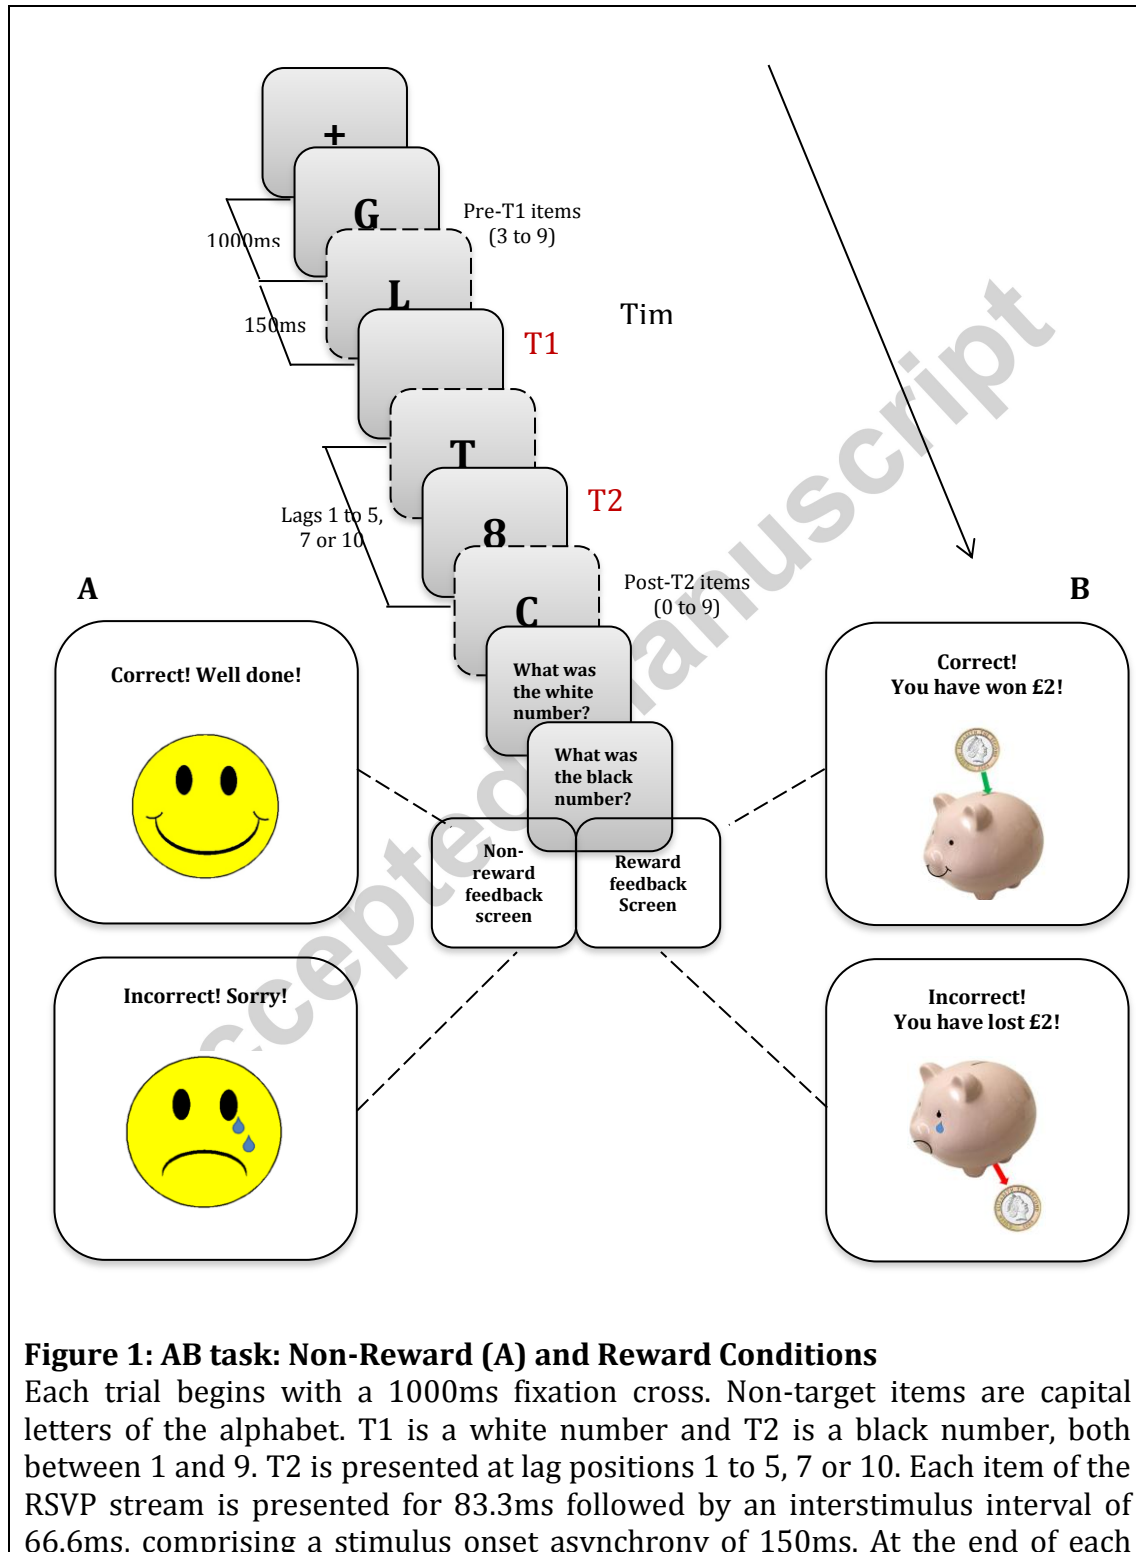 +
G
Pre-T1 items
(3 to 9)
1000ms
L
150ms
Tim
T1
T
T2
Lags 1 to 5,
7 or 10
8
Post-T2 items
(0 to 9)
C
A
B
What was
the white
number?
What was
the black
number?
Correct! Well done!
Correct!
You have won £2!
Non-
reward
feedback
screen
Reward
feedback
Screen
Incorrect! Sorry!
Incorrect!
You have lost £2!
ccepted manuscript
Figure 1: AB task: Non-Reward (A) and Reward Conditions
Each trial begins with a 1000ms fixation cross. Non-target items are capital
letters of the alphabet. T1 is a white number and T2 is a black number, both
between 1 and 9. T2 is presented at lag positions 1 to 5, 7 or 10. Each item of the
RSVP stream is presented for 83.3ms followed by an interstimulus interval of
66.6ms, comprising a stimulus onset asynchrony of 150ms. At the end of each